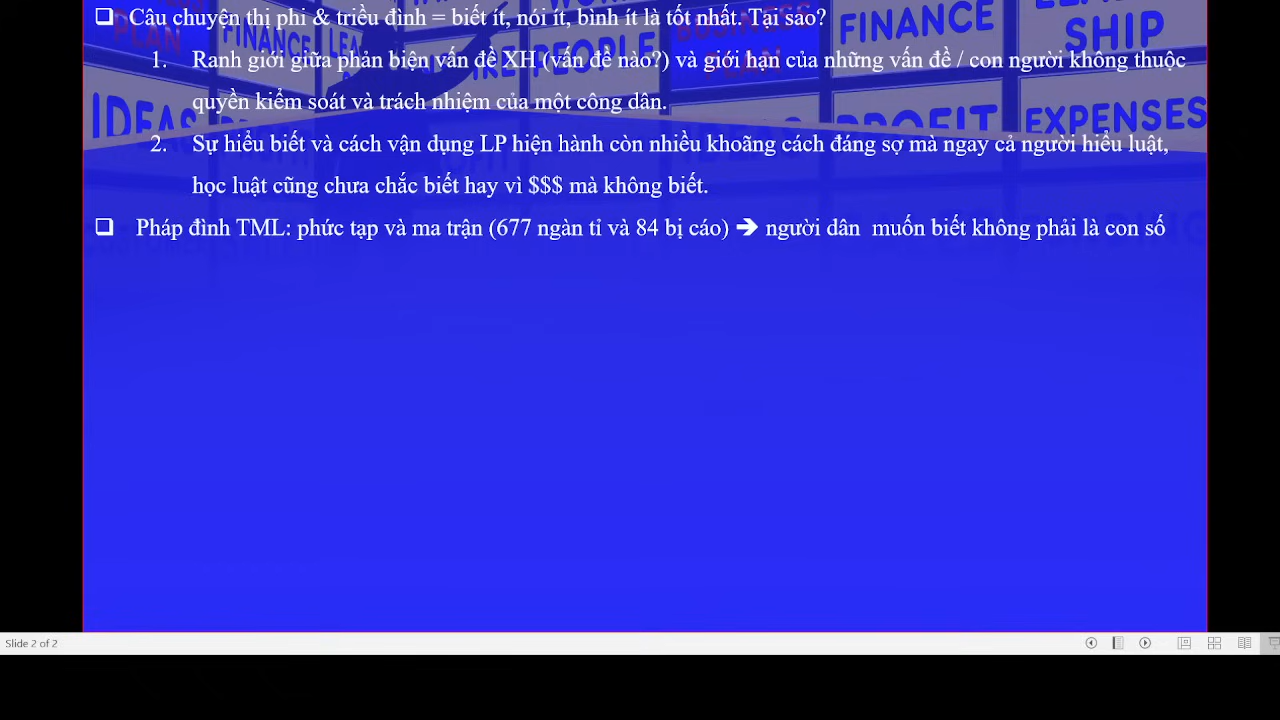 ❑ Câu chuyện thị phi & triều đình = biết ít, nói ít, bình ít là tốt nhất. Tại sao?
1. Ranh giới giữa phản biện vấn đề XH (vấn đề nào?) và giới hạn của những vấn đề / con người không thuộc
quyền kiểm soát và trách nhiệm của một công dân.
2. Sự hiểu biết và cách vận dụng LP hiện hành còn nhiều khoãng cách đáng sợ mà ngay cả người hiểu luật,
học luật cũng chưa chắc biết hay vì $$$ mà không biết.
❑ Pháp đình TML: phức tạp và ma trận (677 ngàn tỉ và 84 bị cáo) ➔ người dân muốn biết không phải là con số
FINANCE
SHIP
PLAN
FINANCE
PEOPLE
IDEAS
PROFIT
EXPENSES
Slide 2 of 2